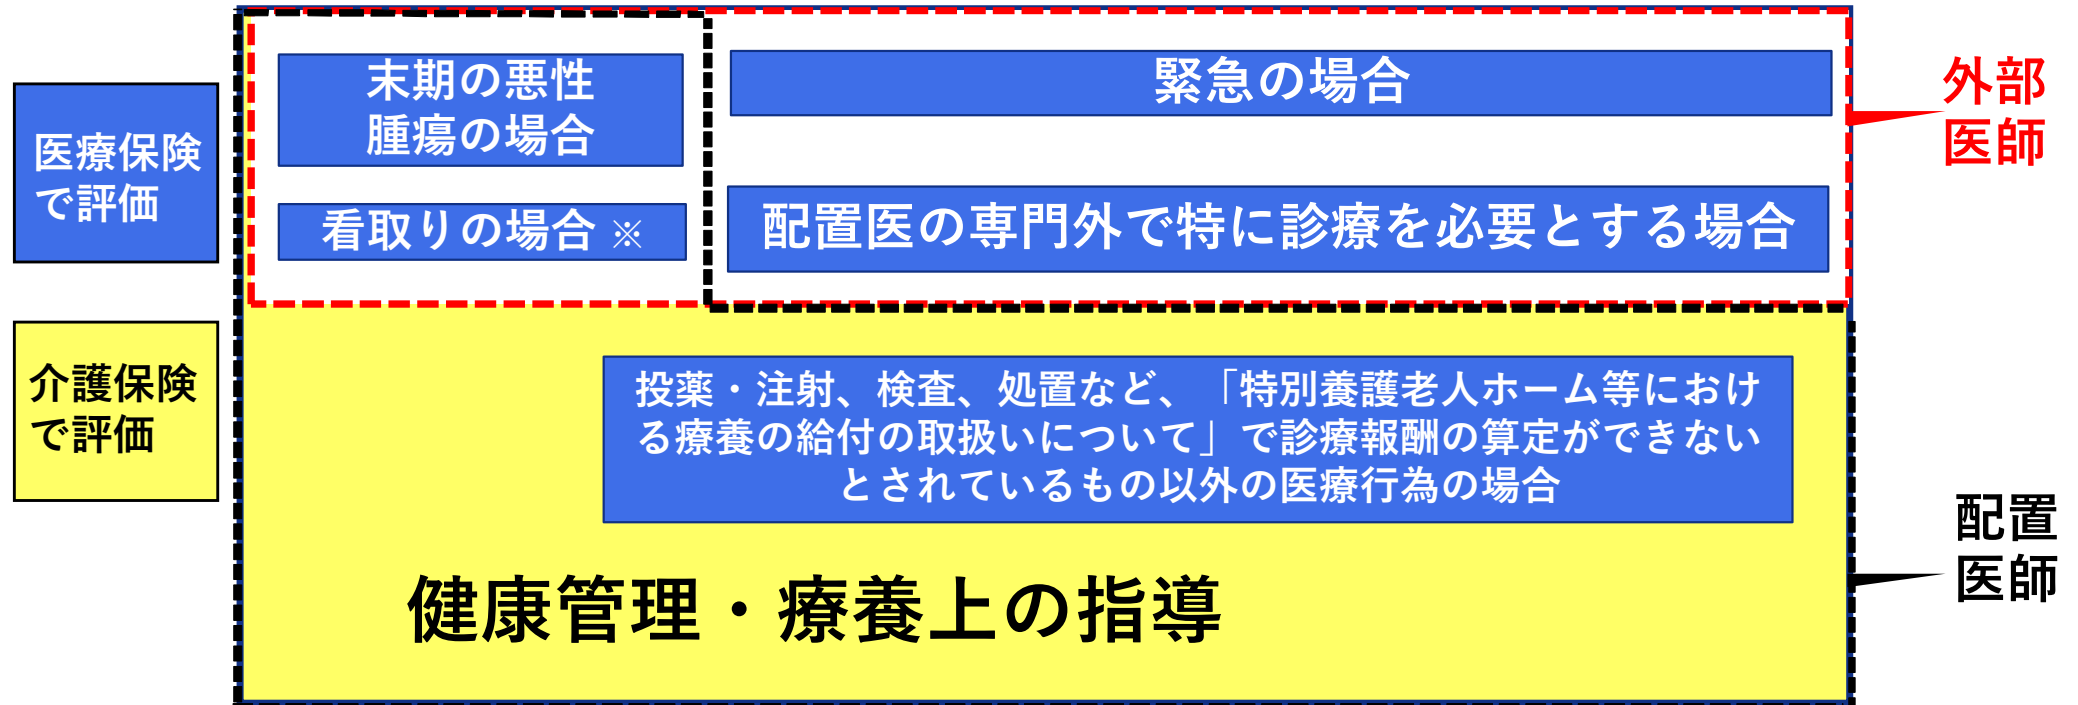 医療保険
で評価
介護保険
で評価
末期の悪性
腫瘍の場合
看取りの場合 ※
緊急の場合
配置医の専門外で特に診療を必要とする場合
投薬・注射、検査、処置など、「特別養護老人ホーム等におけ
る療養の給付の取扱いについて」で診療報酬の算定ができない
とされているもの以外の医療行為の場合
健康管理・療養上の指導
外部
医師
配置
医師